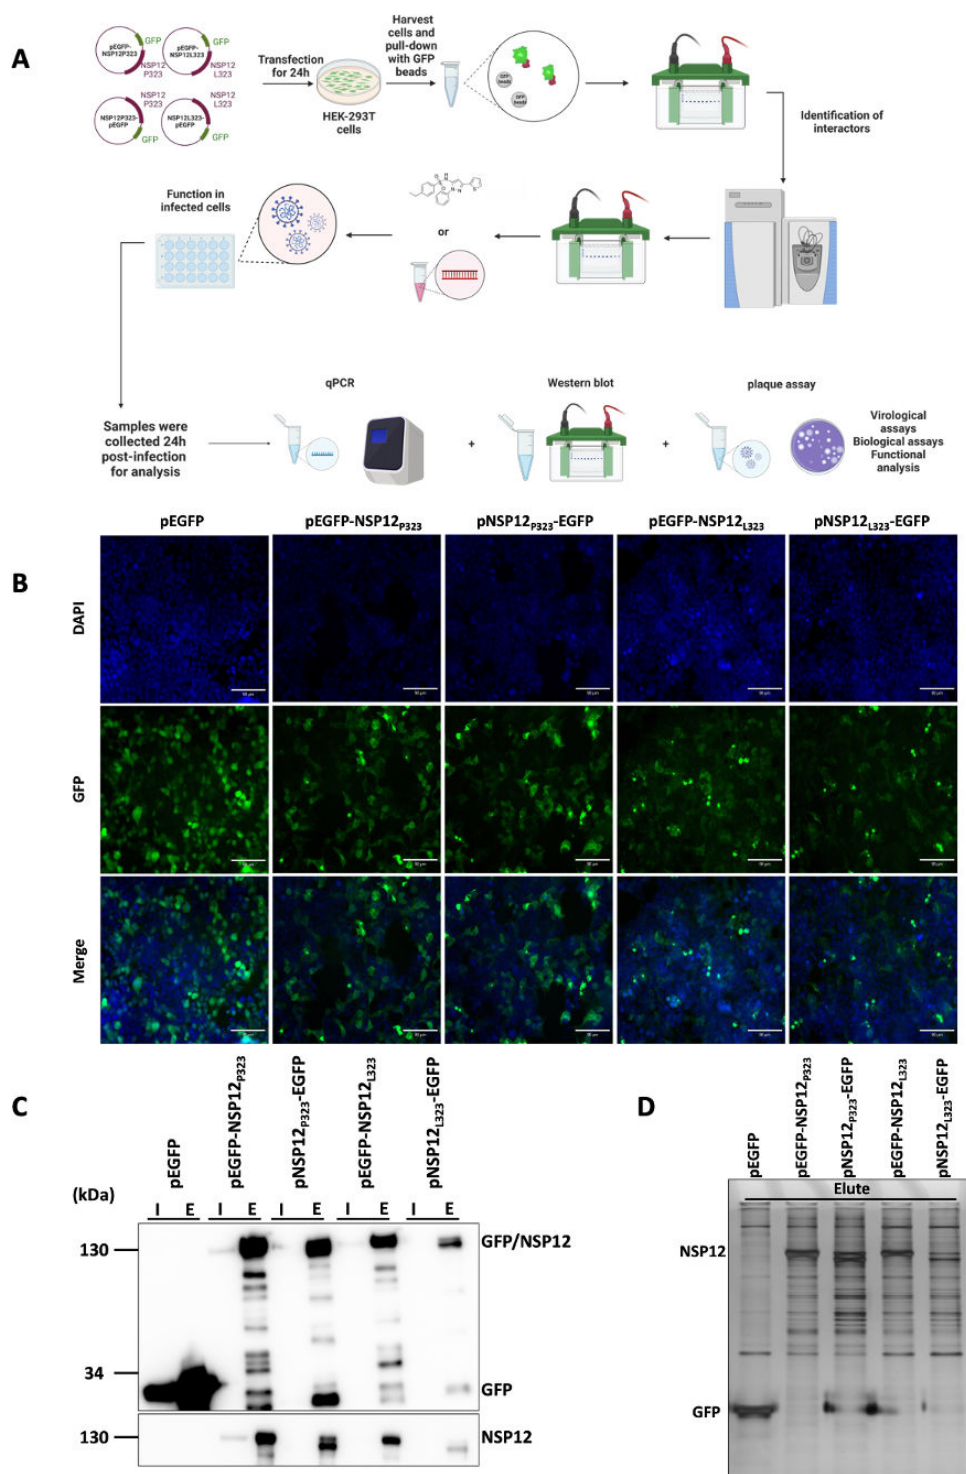 A
pEGFP-
NSP12P323
GFP
NSP12
P323
pEGFP-
NSP12L323
GFP
NSP12
L323
NSP12
P323
NSP12P323-
pEGFP
GFP
NSP12
L323
NSP12L323-
pEGFP
GFP
Transfection
for 24h
HEK-293T
cells
Harvest
cells and
pull-down
with GFP
beads
GFP
beads
GFP
beads
Identification of
interactors
or
Function in
infected cells
Samples were
collected 24h
post-infection
for analysis
qPCR
+
Western blot
+
plaque assay
Virological
assays
Biological assays
Functional
analysis
B
pEGFP
pEGFP-NSP12P323
pNSP12P323-EGFP
pEGFP-NSP12L323
pNSP12L323-EGFP
DAPI
GFP
Merge
C
pEGFP
pEGFP-NSP12P323
pNSP12P323-EGFP
pEGFP-NSP12L323
pNSP12L323-EGFP
(kDa)
I E I E I E I E I E
130
GFP/NSP12
34
GFP
130
NSP12
D
pEGFP
pEGFP-NSP12P323
pNSP12P323-EGFP
pEGFP-NSP12L323
pNSP12L323-EGFP
Elute
NSP12
GFP